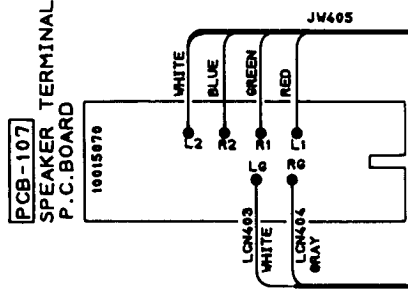 JW405
WHITE
BLUE
GREEN
RED
PCB-107
SPEAKER TERMINAL
P.C.BOARD
10015070
L2
R2
R1
L1
LG
RG
LCN403
WHITE
LCN404
GRAY